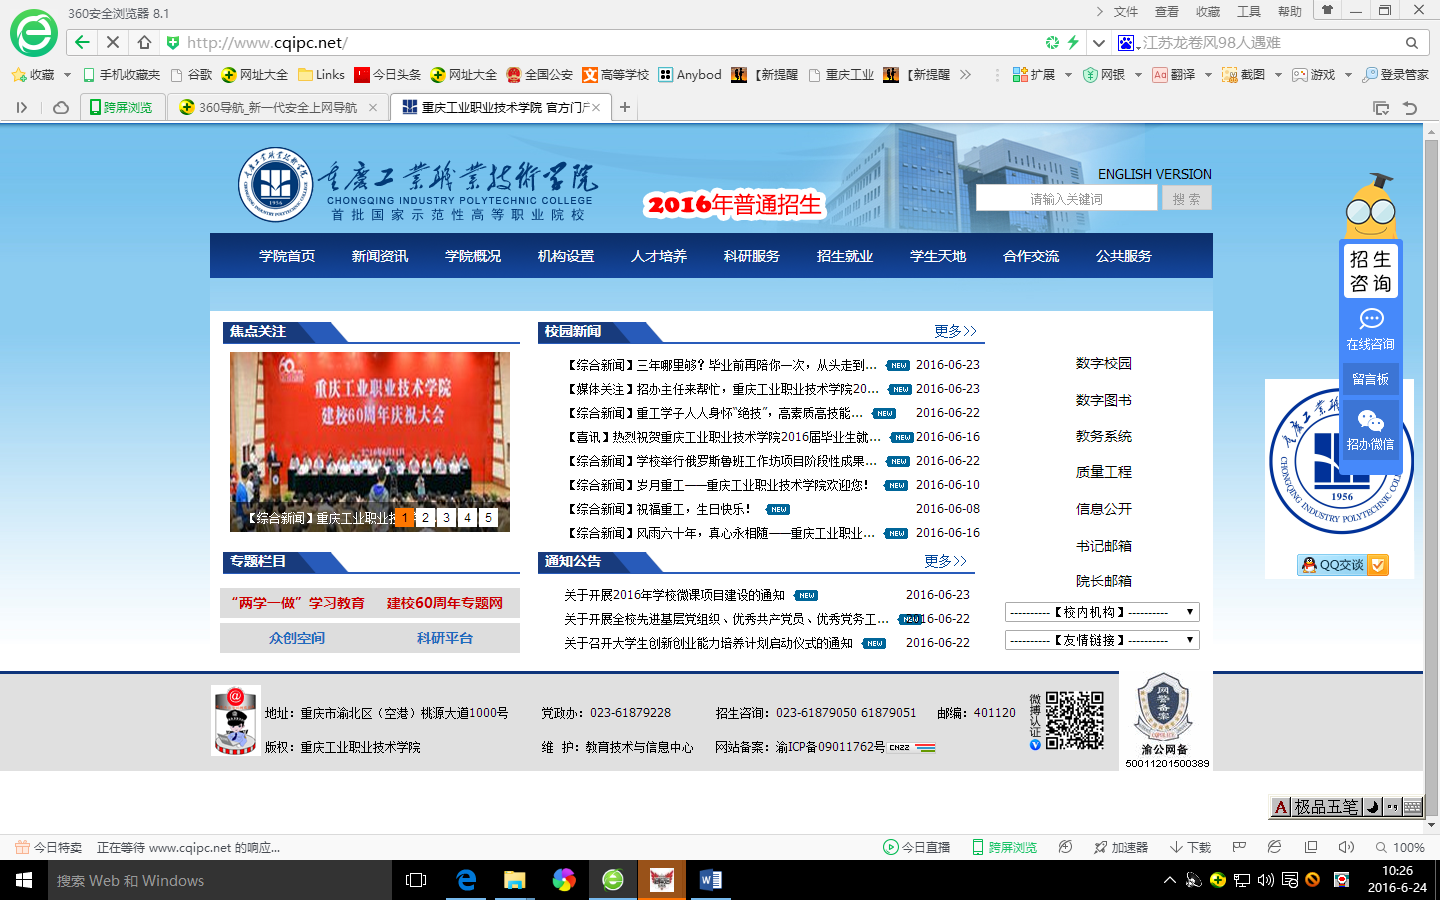 360安全浏览器 8.1
文件 查看 收藏 工具 帮助
http://www.cqipc.net/
江苏龙卷风98人遇难
收藏 手机收藏夹 谷歌 网址大全 Links 今日头条 网址大全 全国公安 高等学校 Anybod 【新提醒 重庆工业 【新提醒 扩展 网银 翻译 截图 游戏 登录管家
跨屏浏览 360导航_新一代安全上网导航 重庆工业职业技术学院 官方门户
重庆工业职业技术学院
CHONGQING INDUSTRY POLYTECHNIC COLLEGE
首批国家示范性高等职业院校
2016年普通招生
ENGLISH VERSION
请输入关键词 搜 索
学院首页 新闻资讯 学院概况 机构设置 人才培养 科研服务 招生就业 学生天地 合作交流 公共服务
招生
咨询
在线咨询
留言板
招办微信
焦点关注
重庆工业职业技术学院
建校60周年庆祝大会
【综合新闻】重庆工业职业技
1 2 3 4 5
校园新闻 更多>>
【综合新闻】三年哪里够？毕业前再陪你一次，从头走到... NEW 2016-06-23
【媒体关注】招办主任来帮忙，重庆工业职业技术学院20... NEW 2016-06-23
【综合新闻】重工学子人人身怀“绝技”，高素质高技能... NEW 2016-06-22
【喜讯】热烈祝贺重庆工业职业技术学院2016届毕业生就... NEW 2016-06-16
【综合新闻】学校举行俄罗斯鲁班工作坊项目阶段性成果... NEW 2016-06-22
【综合新闻】岁月重工——重庆工业职业技术学院欢迎您！ NEW 2016-06-10
【综合新闻】祝福重工，生日快乐！ NEW 2016-06-08
【综合新闻】风雨六十年，真心永相随——重庆工业职业... NEW 2016-06-16
数字校园
数字图书
教务系统
质量工程
信息公开
书记邮箱
院长邮箱
----------【校内机构】----------
----------【友情链接】----------
专题栏目
“两学一做”学习教育 建校60周年专题网
众创空间 科研平台
通知公告 更多>>
关于开展2016年学校微课项目建设的通知 NEW 2016-06-23
关于开展全校先进基层党组织、优秀共产党员、优秀党务工... NEW 2016-06-22
关于召开大学生创新创业能力培养计划启动仪式的通知 NEW 2016-06-22
1956
CHONGQING INDUSTRY POLYTECHNIC COLLEGE
QQ交谈
地址：重庆市渝北区（空港）桃源大道1000号 党政办：023-61879228 招生咨询：023-61879050 61879051 邮编：401120
版权：重庆工业职业技术学院 维 护：教育技术与信息中心 网站备案：渝ICP备09011762号 CNZZ
微博认证
网警备案
渝公网备
50011201500389
极品五笔
今日特卖 正在等待 www.cqipc.net 的响应...
今日直播 跨屏浏览 加速器 下载 100%
搜索 Web 和 Windows
10:26
2016-6-24